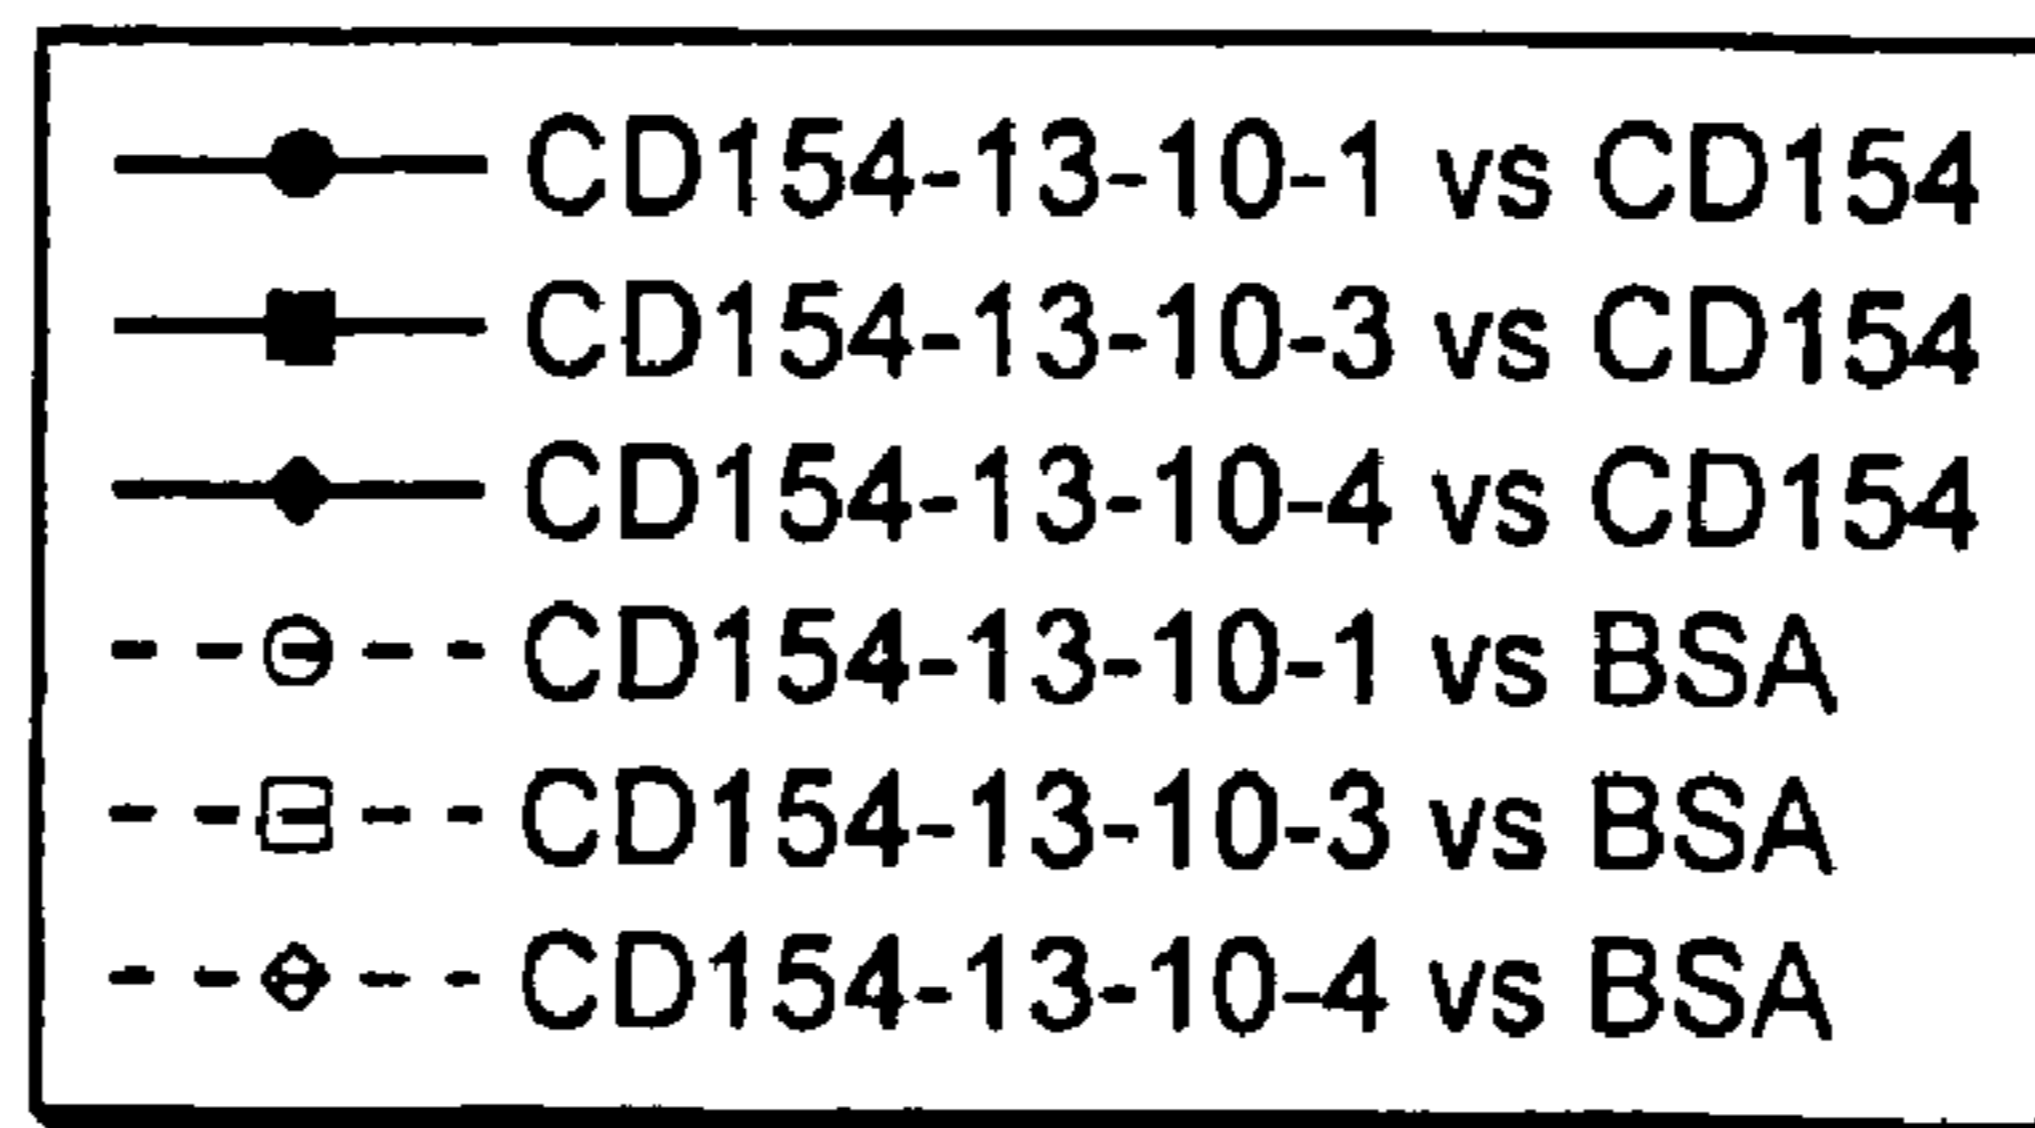 CD154-13-10-1 vs CD154
CD154-13-10-3 vs CD154
CD154-13-10-4 vs CD154
CD154-13-10-1 vs BSA
CD154-13-10-3 vs BSA
CD154-13-10-4 vs BSA